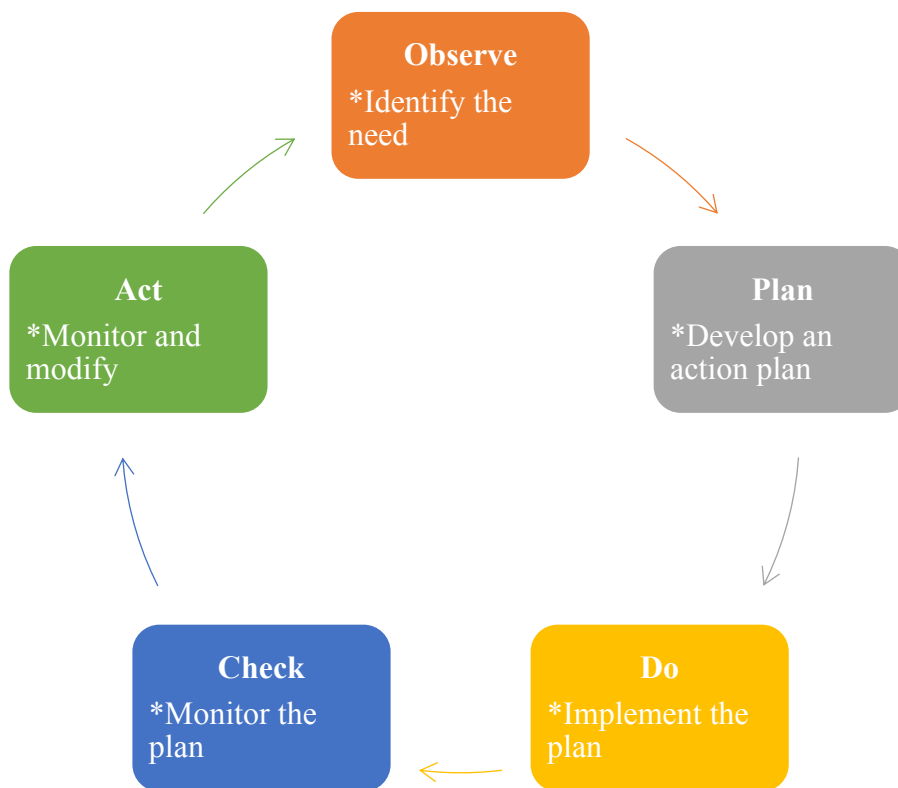 Observe
*Identify the
need
Plan
*Develop an
action plan
Do
*Implement the
plan
Check
*Monitor the
plan
Act
*Monitor and
modify